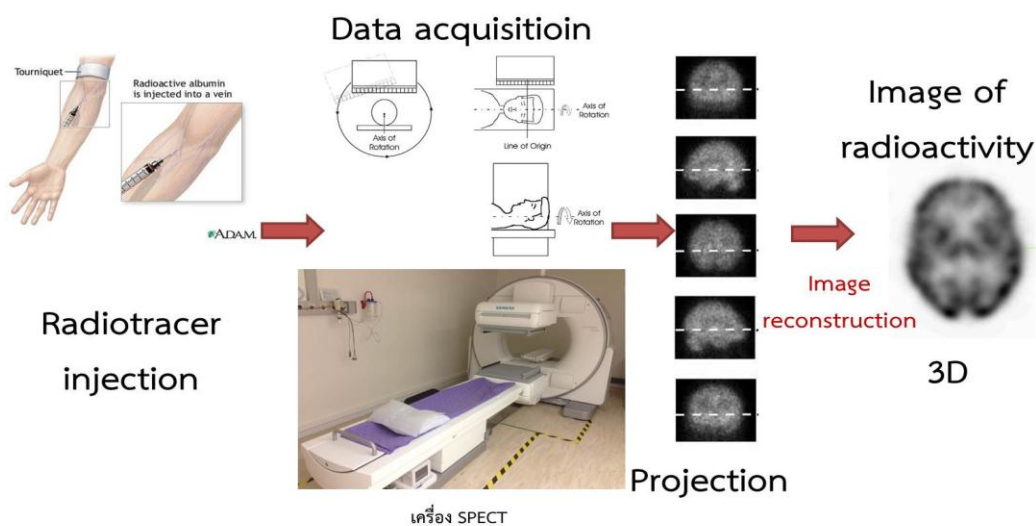 Data acquisitioin
Tourniquet
Radioactive albumin
is injected into a vein
A.D.A.M.
Axis of
Rotation
Axis of
Rotation
Line of Origin
Axis of
Rotation
Image of
radioactivity
Image
reconstruction
Radiotracer
injection
3D
SIEMENS
Projection
เครื่อง SPECT